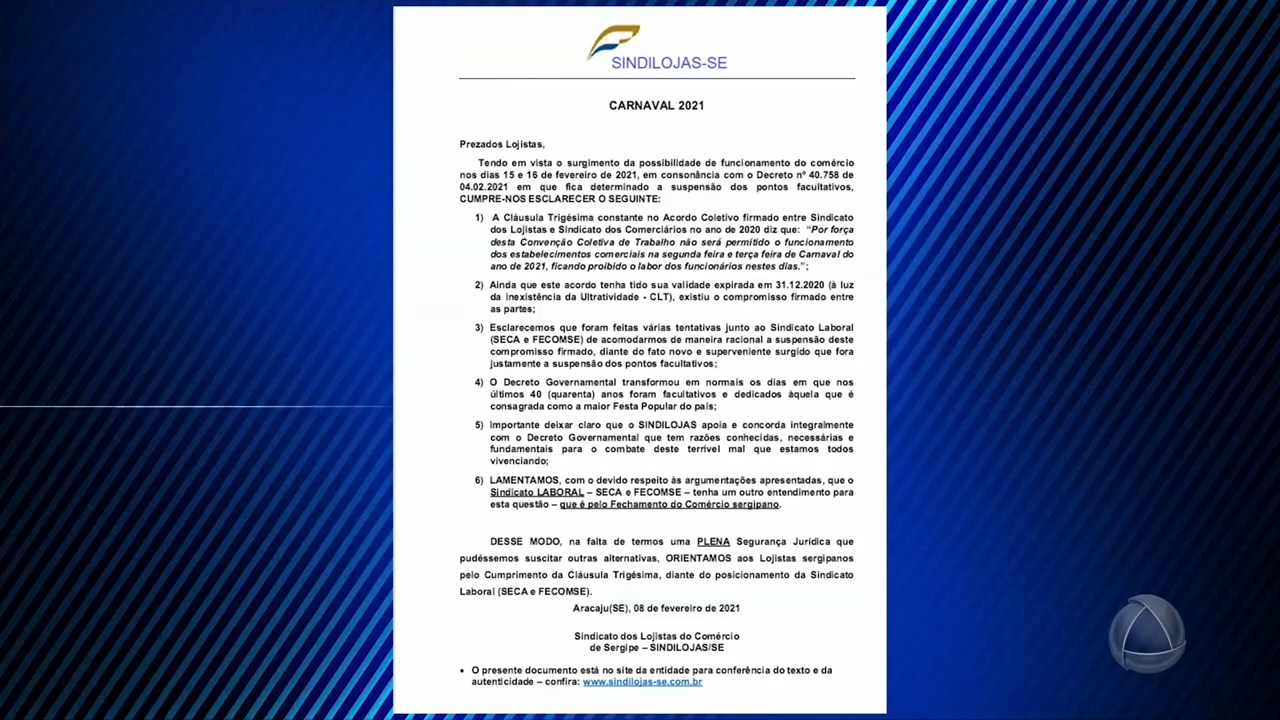 SINDILOJAS-SE
CARNAVAL 2021
Prezados Lojistas,
Tendo em vista o surgimento da possibilidade de funcionamento do comércio
nos dias 15 e 16 de fevereiro de 2021, em consonância com o Decreto nº 40.758 de
04.02.2021 em que fica determinado a suspensão dos pontos facultativos,
CUMPRE-NOS ESCLARECER O SEGUINTE:
1) A Cláusula Trigésima constante no Acordo Coletivo firmado entre Sindicato
dos Lojistas e Sindicato dos Comerciários no ano de 2020 diz que: “Por força
desta Convenção Coletiva de Trabalho não será permitido o funcionamento
dos estabelecimentos comerciais na segunda feira e terça feira de Carnaval do
ano de 2021, ficando proibido o labor dos funcionários nestes dias.”;
2) Ainda que este acordo tenha tido sua validade expirada em 31.12.2020 (à luz
da inexistência da Ultratividade - CLT), existiu o compromisso firmado entre
as partes;
3) Esclarecemos que foram feitas várias tentativas junto ao Sindicato Laboral
(SECA e FECOMSE) de acomodarmos de maneira racional a suspensão deste
compromisso firmado, diante do fato novo e superveniente surgido que fora
justamente a suspensão dos pontos facultativos;
4) O Decreto Governamental transformou em normais os dias em que nos
últimos 40 (quarenta) anos foram facultativos e dedicados àquela que é
consagrada como a maior Festa Popular do país;
5) Importante deixar claro que o SINDILOJAS apoia e concorda integralmente
com o Decreto Governamental que tem razões conhecidas, necessárias e
fundamentais para o combate deste terrível mal que estamos todos
vivenciando;
6) LAMENTAMOS, com o devido respeito às argumentações apresentadas, que o
Sindicato LABORAL – SECA e FECOMSE – tenha um outro entendimento para
esta questão – que é pelo Fechamento do Comércio sergipano.
DESSE MODO, na falta de termos uma PLENA Segurança Jurídica que
pudéssemos suscitar outras alternativas, ORIENTAMOS aos Lojistas sergipanos
pelo Cumprimento da Cláusula Trigésima, diante do posicionamento da Sindicato
Laboral (SECA e FECOMSE).
Aracaju(SE), 08 de fevereiro de 2021
Sindicato dos Lojistas do Comércio
de Sergipe – SINDILOJAS/SE
• O presente documento está no site da entidade para conferência do texto e da
autenticidade – confira: www.sindilojas-se.com.br